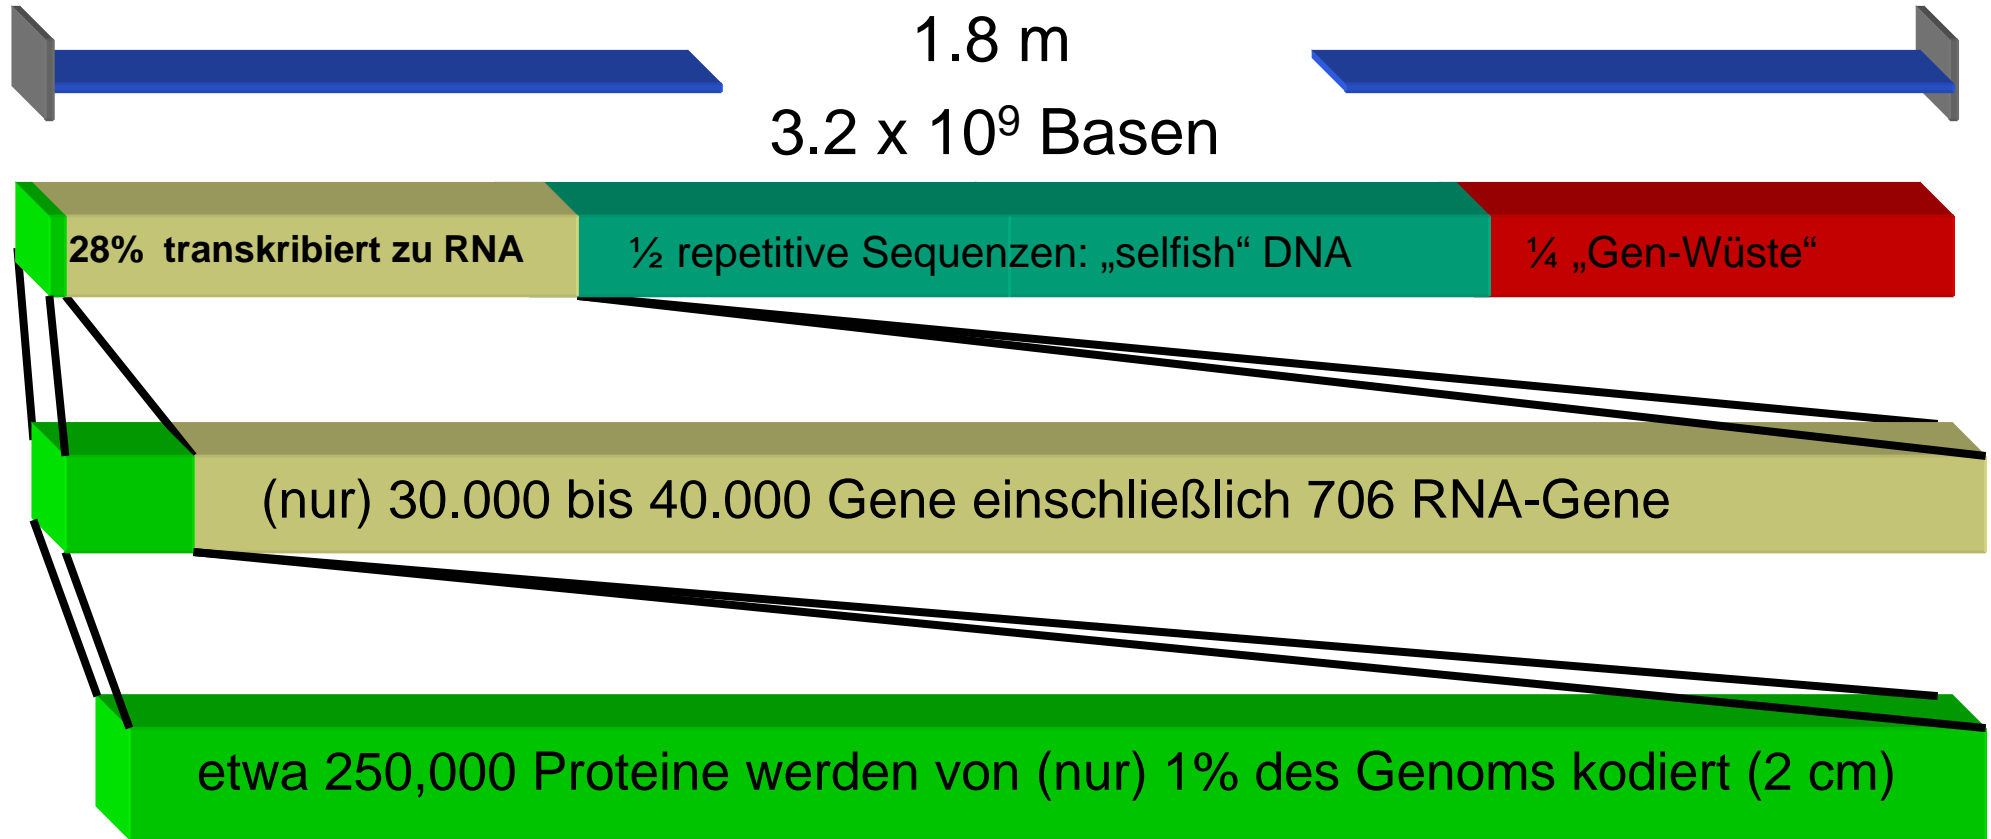 1.8 m
3.2 x 10⁹ Basen
28% transkribiert zu RNA
½ repetitive Sequenzen: „selfish“ DNA
¼ „Gen-Wüste“
(nur) 30.000 bis 40.000 Gene einschließlich 706 RNA-Gene
etwa 250,000 Proteine werden von (nur) 1% des Genoms kodiert (2 cm)